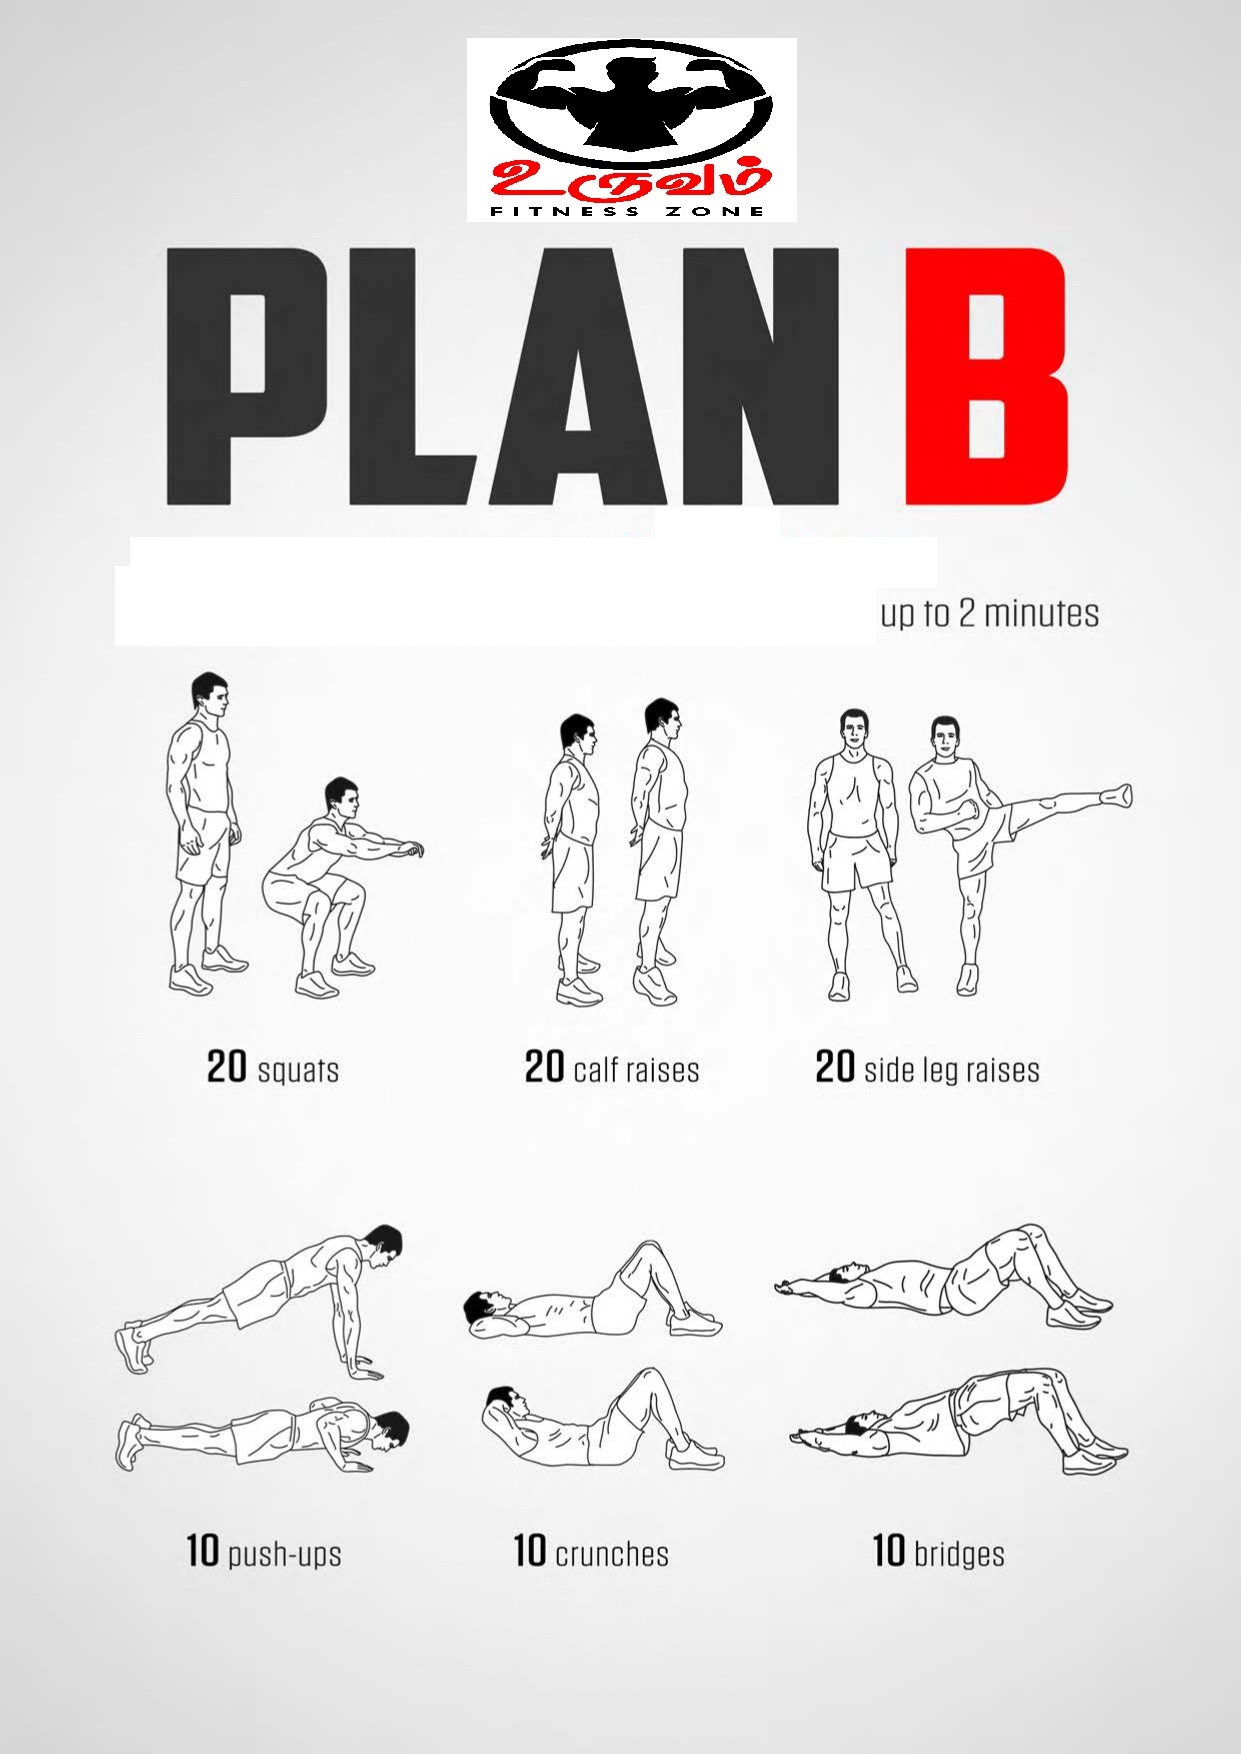 உருவம்
FITNESS ZONE
PLAN B
up to 2 minutes
20 squats
20 calf raises
20 side leg raises
10 push-ups
10 crunches
10 bridges